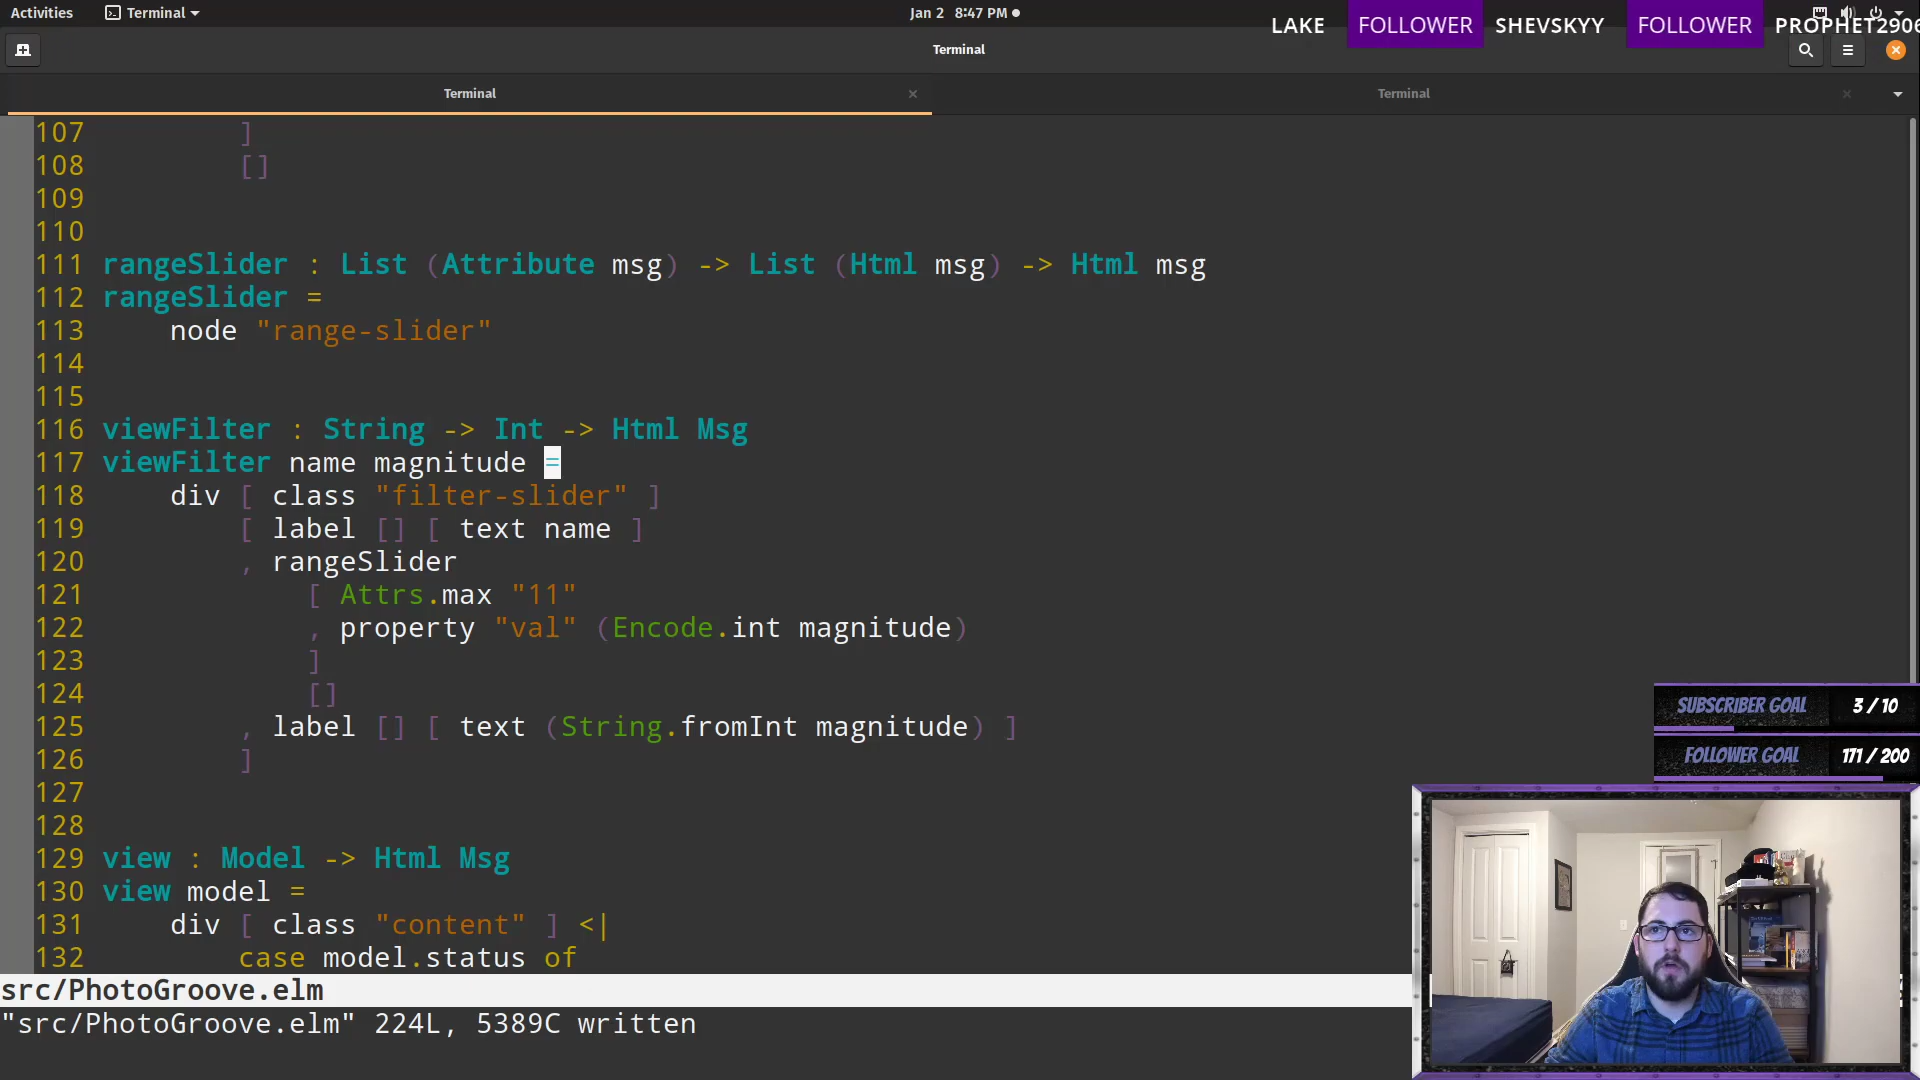 Activities
Terminal
Jan 2 8:47 PM
LAKE FOLLOWER SHEVSKYY FOLLOWER PROPHET2906
Terminal
Terminal
Terminal
107         ]
108         []
109
110
111 rangeSlider : List (Attribute msg) -> List (Html msg) -> Html msg
112 rangeSlider =
113     node "range-slider"
114
115
116 viewFilter : String -> Int -> Html Msg
117 viewFilter name magnitude =
118     div [ class "filter-slider" ]
119         [ label [] [ text name ]
120         , rangeSlider
121             [ Attrs.max "11"
122             , property "val" (Encode.int magnitude)
123             ]
124             []
125         , label [] [ text (String.fromInt magnitude) ]
126         ]
127
128
129 view : Model -> Html Msg
130 view model =
131     div [ class "content" ] <|
132         case model.status of
src/PhotoGroove.elm
"src/PhotoGroove.elm" 224L, 5389C written
SUBSCRIBER GOAL 3 / 10
FOLLOWER GOAL 171 / 200